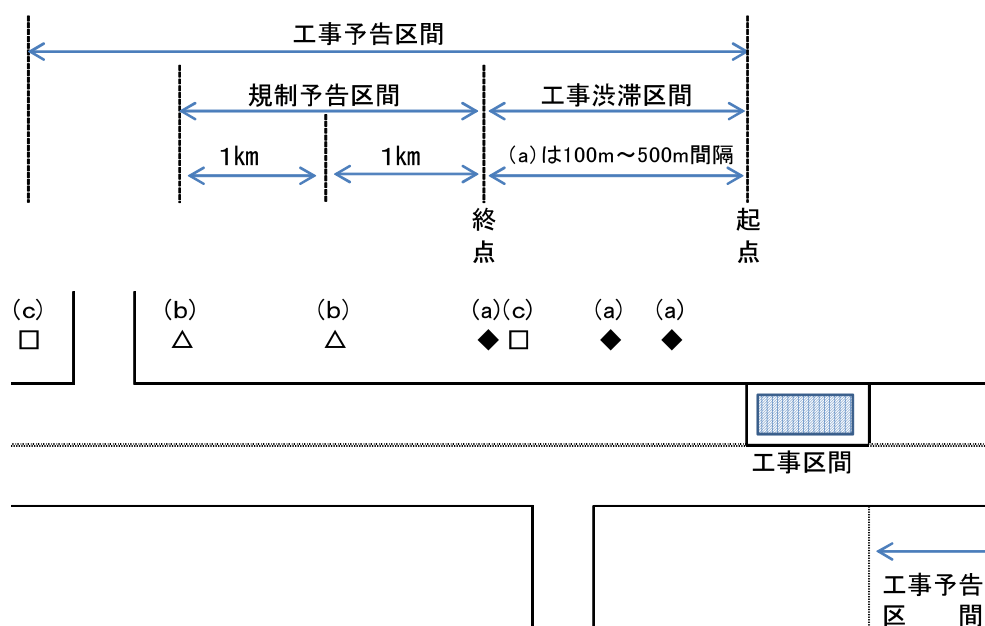 工事予告区間
規制予告区間
工事渋滞区間
1km
1km
(a)は100m～500m間隔
終点
起点
(c)
(b)
(b)
(a)
(c)
(a)
(a)
工事区間
工事予告
区　間